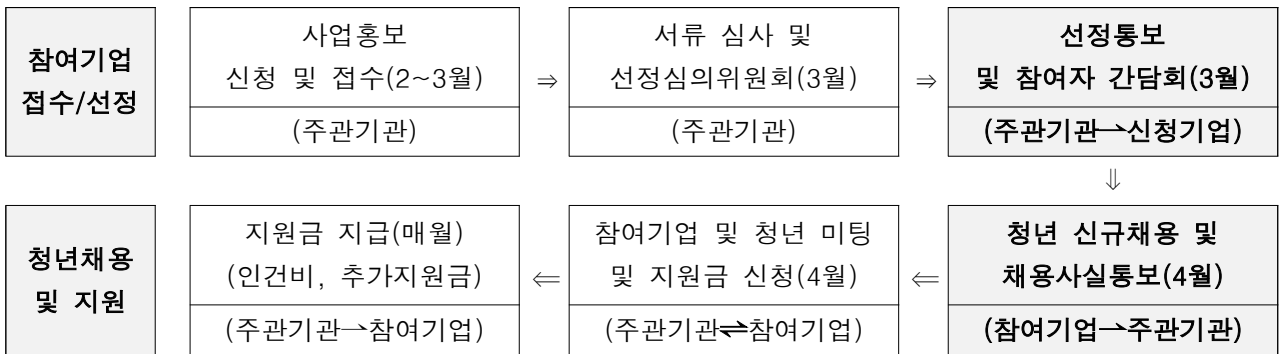 참여기업
접수/선정
사업홍보
신청 및 접수(2~3월)
(주관기관)
⇒
서류 심사 및
선정심의위원회(3월)
(주관기관)
⇒
선정통보
및 참여자 간담회(3월)
(주관기관⇀신청기업)
⇓
청년채용
및 지원
지원금 지급(매월)
(인건비, 추가지원금)
(주관기관⇀참여기업)
⇐
참여기업 및 청년 미팅
및 지원금 신청(4월)
(주관기관⇌참여기업)
⇐
청년 신규채용 및
채용사실통보(4월)
(참여기업⇀주관기관)